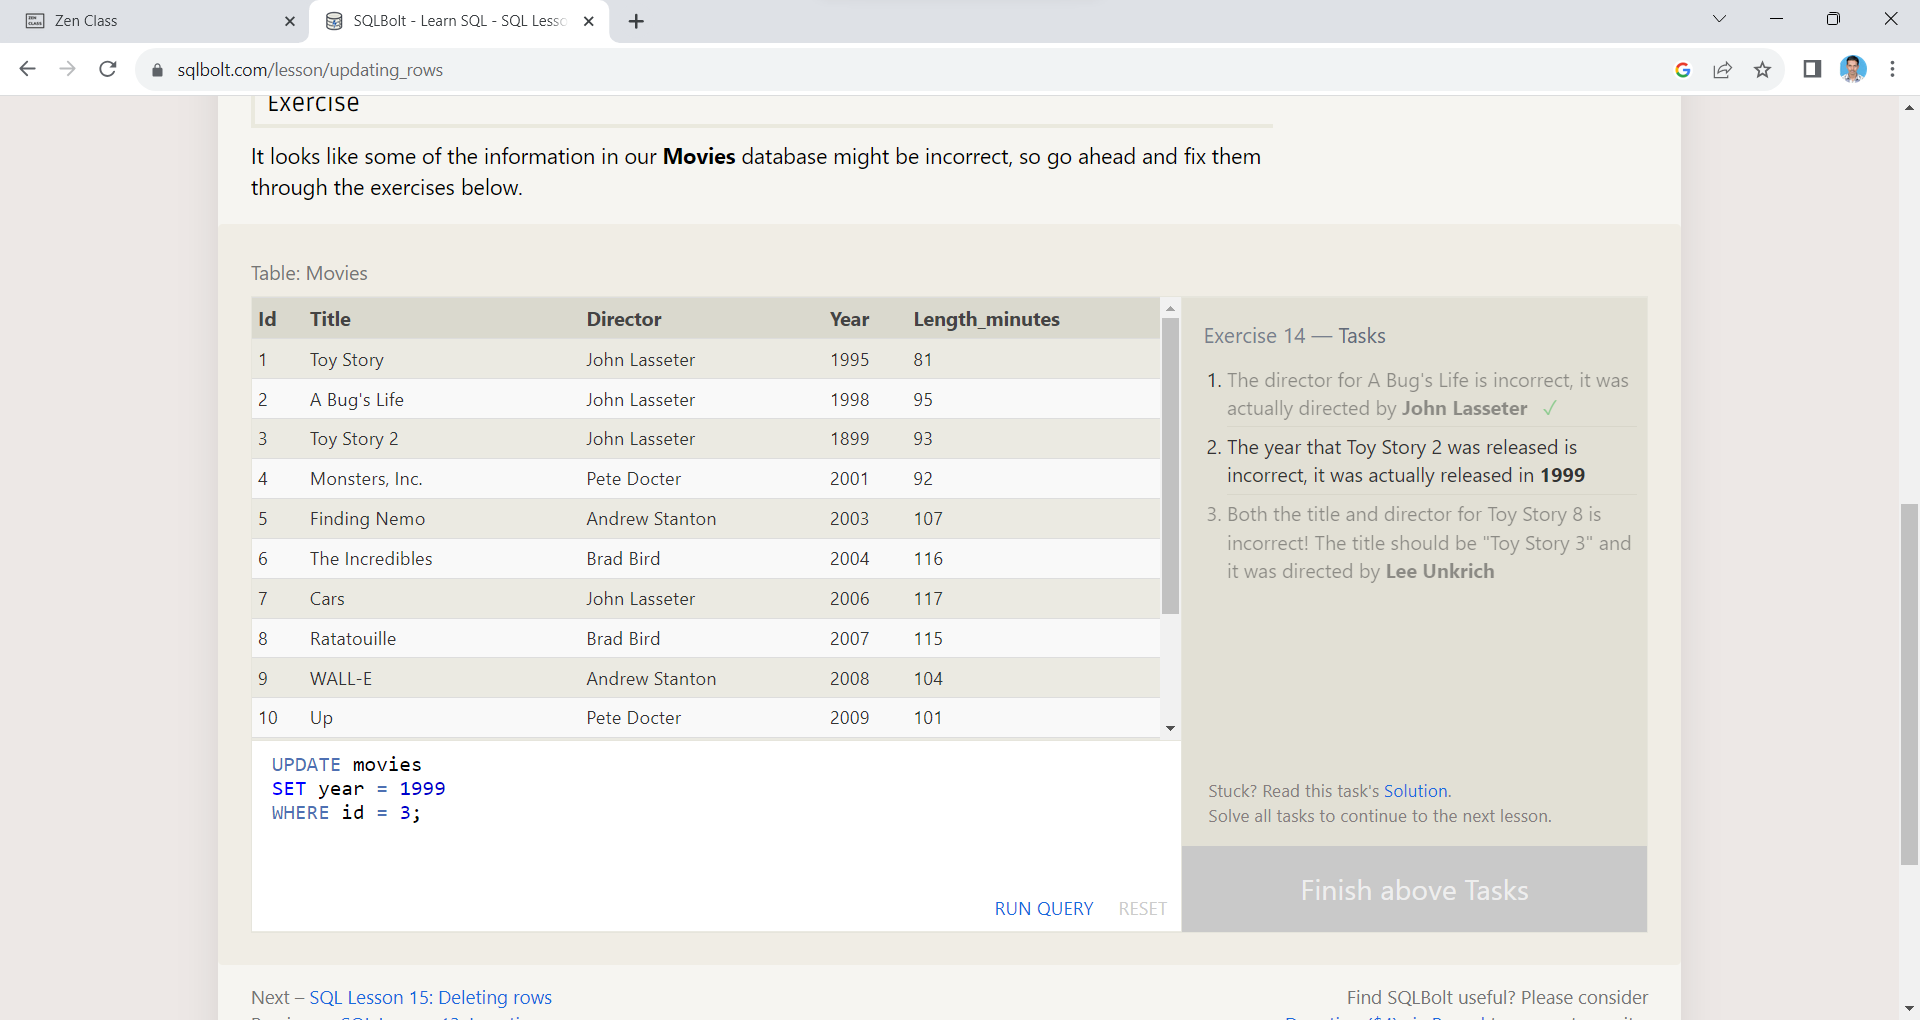 Zen Class
SQLBolt - Learn SQL - SQL Lesso
sqlbolt.com/lesson/updating_rows
Exercise
It looks like some of the information in our Movies database might be incorrect, so go ahead and fix them
through the exercises below.
Table: Movies
Id Title Director Year Length_minutes
1 Toy Story John Lasseter 1995 81
2 A Bug's Life John Lasseter 1998 95
3 Toy Story 2 John Lasseter 1899 93
4 Monsters, Inc. Pete Docter 2001 92
5 Finding Nemo Andrew Stanton 2003 107
6 The Incredibles Brad Bird 2004 116
7 Cars John Lasseter 2006 117
8 Ratatouille Brad Bird 2007 115
9 WALL-E Andrew Stanton 2008 104
10 Up Pete Docter 2009 101
UPDATE movies
SET year = 1999
WHERE id = 3;
RUN QUERY RESET
Exercise 14 — Tasks
1. The director for A Bug's Life is incorrect, it was
actually directed by John Lasseter ✓
2. The year that Toy Story 2 was released is
incorrect, it was actually released in 1999
3. Both the title and director for Toy Story 8 is
incorrect! The title should be "Toy Story 3" and
it was directed by Lee Unkrich
Stuck? Read this task's Solution.
Solve all tasks to continue to the next lesson.
Finish above Tasks
Next – SQL Lesson 15: Deleting rows
Find SQLBolt useful? Please consider